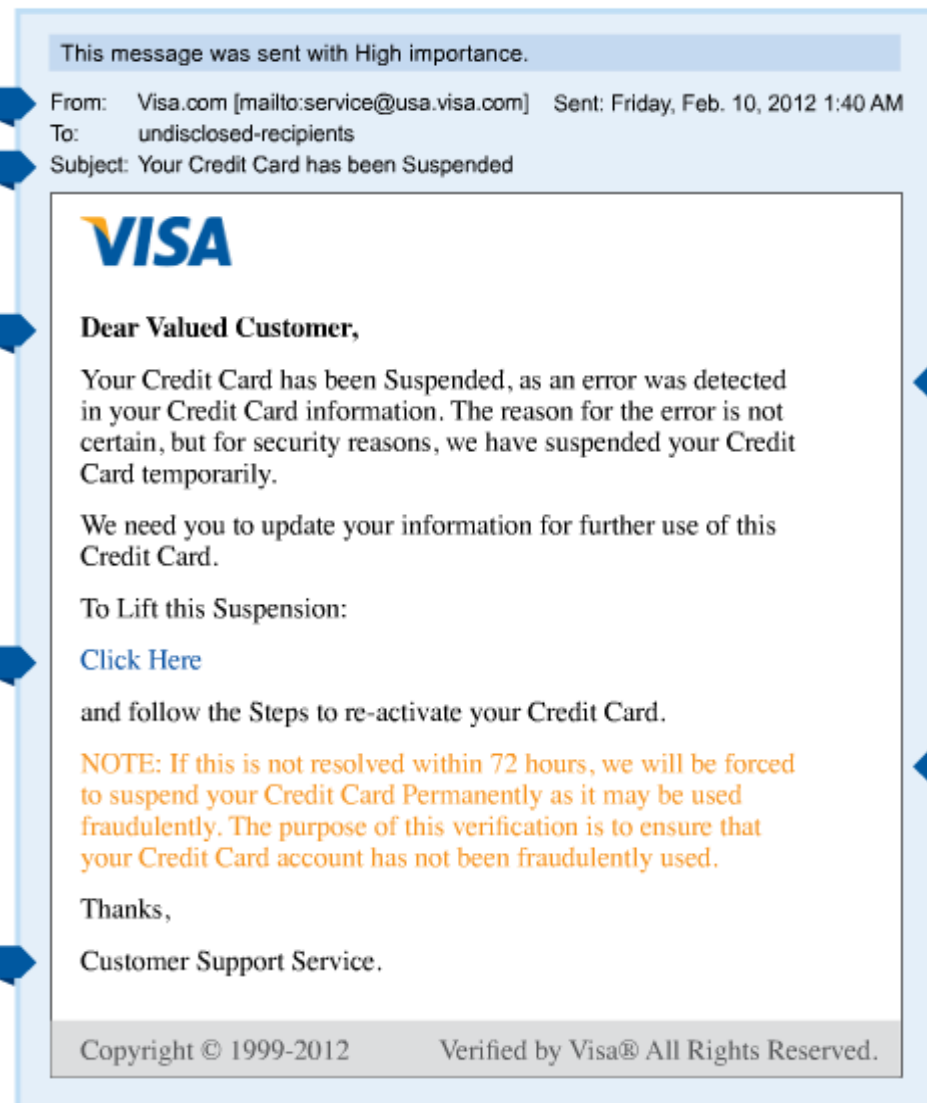 This message was sent with High importance.
From: Visa.com [mailto:service@usa.visa.com] Sent: Friday, Feb. 10, 2012 1:40 AM
To: undisclosed-recipients
Subject: Your Credit Card has been Suspended
VISA
Dear Valued Customer,
Your Credit Card has been Suspended, as an error was detected
in your Credit Card information. The reason for the error is not
certain, but for security reasons, we have suspended your Credit
Card temporarily.
We need you to update your information for further use of this
Credit Card.
To Lift this Suspension:
Click Here
and follow the Steps to re-activate your Credit Card.
NOTE: If this is not resolved within 72 hours, we will be forced
to suspend your Credit Card Permanently as it may be used
fraudulently. The purpose of this verification is to ensure that
your Credit Card account has not been fraudulently used.
Thanks,
Customer Support Service.
Copyright © 1999-2012 Verified by Visa® All Rights Reserved.